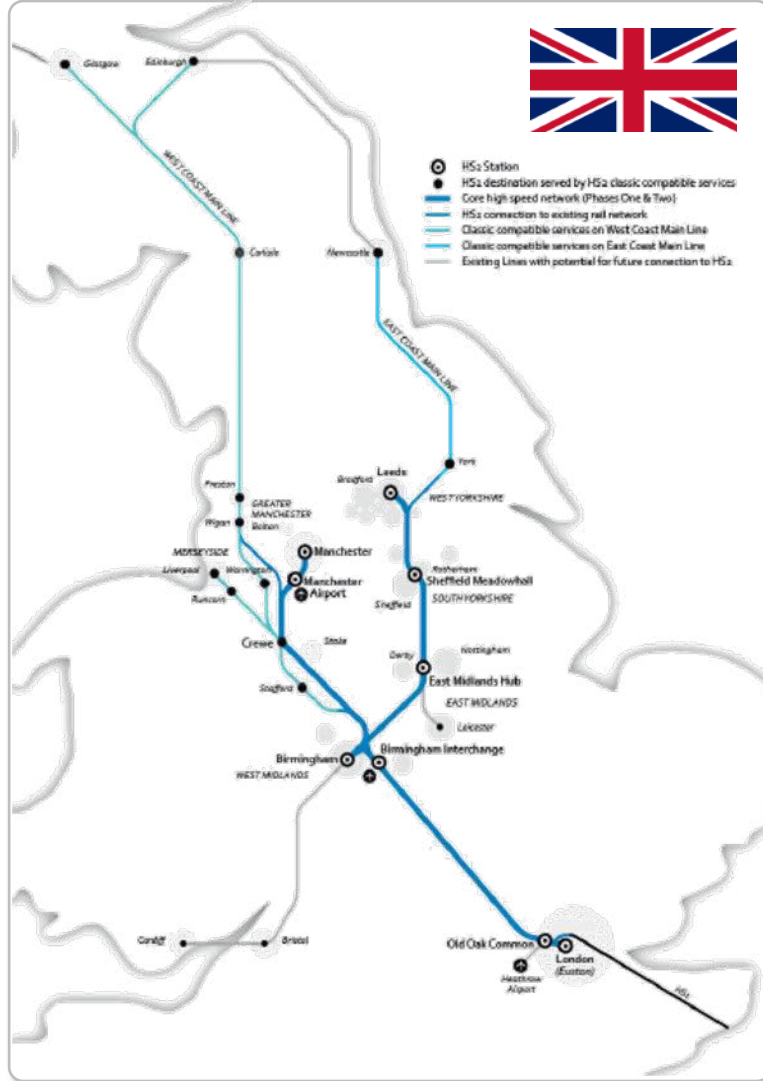 Glasgow
Edinburgh
HS2 Station
HS2 destination served by HS2 classic compatible services
Core high speed network (Phases One & Two)
HS2 connection to existing rail network
Classic compatible services on West Coast Main Line
Classic compatible services on East Coast Main Line
Existing Lines with potential for future connection to HS2
WEST COAST MAIN LINE
Carlisle
Newcastle
EAST COAST MAIN LINE
York
Leeds
Bradford
WEST YORKSHIRE
Preston
GREATER
MANCHESTER
Wigan
Bolton
MERSEYSIDE
Manchester
Liverpool
Warrington
Manchester
Airport
Runcorn
Rotherham
Sheffield Meadowhall
Sheffield
SOUTH YORKSHIRE
Crewe
Stoke
Derby
Nottingham
East Midlands Hub
Stafford
EAST MIDLANDS
Leicester
Birmingham
Birmingham Interchange
WEST MIDLANDS
Cardiff
Bristol
Old Oak Common
London
(Euston)
Heathrow
Airport
HS1